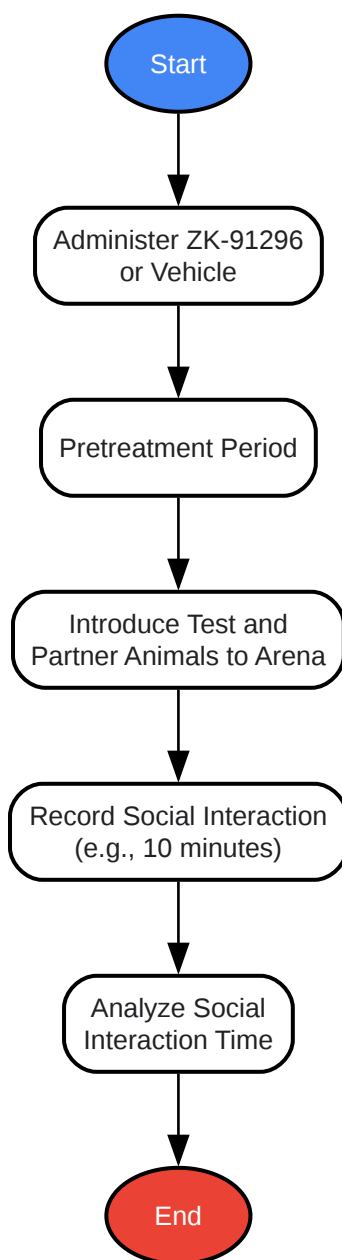 Start
Administer ZK-91296
or Vehicle
Pretreatment Period
Introduce Test and
Partner Animals to Arena
Record Social Interaction
(e.g., 10 minutes)
Analyze Social
Interaction Time
End